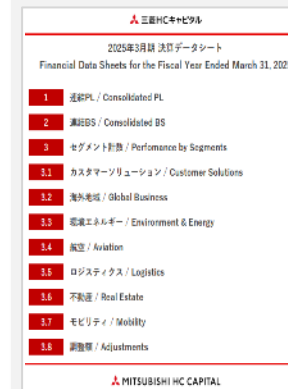 三菱HCキャピタル
2025年3月期 決算データシート
Financial Data Sheets for the Fiscal Year Ended March 31, 202
1 連結PL / Consolidated PL
2 連結BS / Consolidated BS
3 セグメント計数 / Perfomance by Segments
3.1 カスタマーソリューション / Customer Solutions
3.2 海外地域 / Global Business
3.3 環境エネルギー / Environment & Energy
3.4 航空 / Aviation
3.5 ロジスティクス / Logistics
3.6 不動産 / Real Estate
3.7 モビリティ / Mobility
3.8 調整額 / Adjustments
MITSUBISHI HC CAPITAL